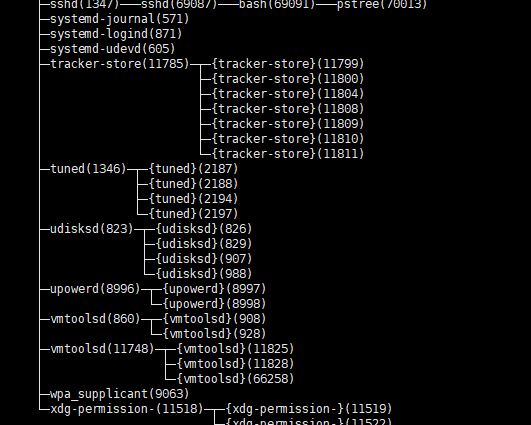 ├─sshd(1347)───sshd(69087)───bash(69091)───pstree(70013)
├─systemd-journal(571)
├─systemd-logind(871)
├─systemd-udevd(605)
├─tracker-store(11785)─┬─{tracker-store}(11799)
│                      ├─{tracker-store}(11800)
│                      ├─{tracker-store}(11804)
│                      ├─{tracker-store}(11808)
│                      ├─{tracker-store}(11809)
│                      ├─{tracker-store}(11810)
│                      └─{tracker-store}(11811)
├─tuned(1346)─┬─{tuned}(2187)
│             ├─{tuned}(2188)
│             ├─{tuned}(2194)
│             └─{tuned}(2197)
├─udisksd(823)─┬─{udisksd}(826)
│              ├─{udisksd}(829)
│              ├─{udisksd}(907)
│              └─{udisksd}(988)
├─upowerd(8996)─┬─{upowerd}(8997)
│               └─{upowerd}(8998)
├─vmtoolsd(860)─┬─{vmtoolsd}(908)
│               └─{vmtoolsd}(928)
├─vmtoolsd(11748)─┬─{vmtoolsd}(11825)
│                 ├─{vmtoolsd}(11828)
│                 └─{vmtoolsd}(66258)
├─wpa_supplicant(9063)
├─xdg-permission-(11518)─┬─{xdg-permission-}(11519)
│                        ├─{xdg-permission-}(11522)